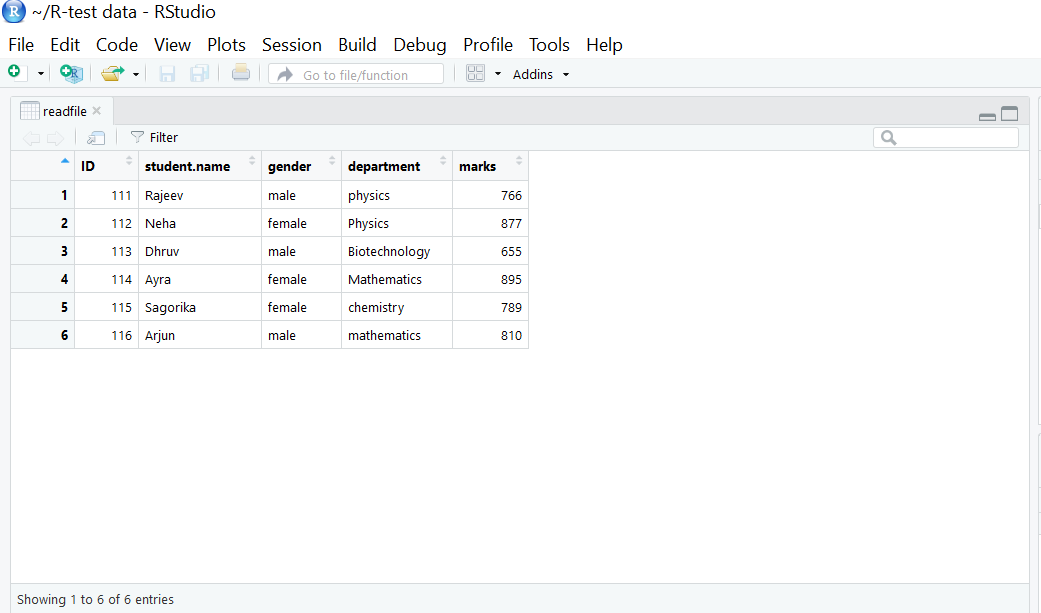 ~/R-test data - RStudio
File Edit Code View Plots Session Build Debug Profile Tools Help
Go to file/function Addins
readfile
Filter
ID student.name gender department marks
1 111 Rajeev male physics 766
2 112 Neha female Physics 877
3 113 Dhruv male Biotechnology 655
4 114 Ayra female Mathematics 895
5 115 Sagorika female chemistry 789
6 116 Arjun male mathematics 810
Showing 1 to 6 of 6 entries